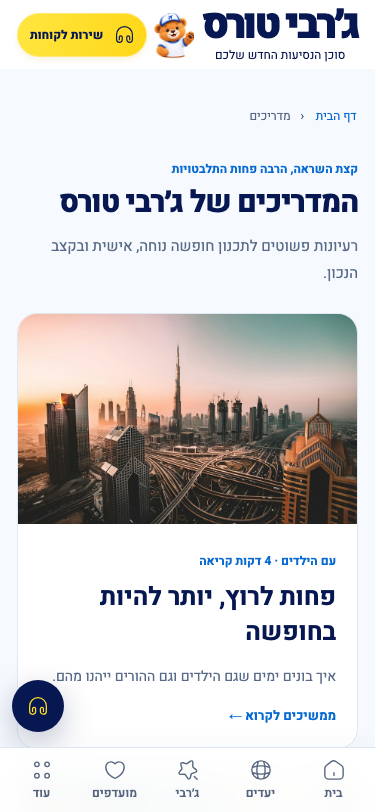 ג׳רבי טורס
סוכן הנסיעות החדש שלכם
שירות לקוחות
דף הבית › מדריכים
קצת השראה, הרבה פחות התלבטויות
המדריכים של ג׳רבי טורס
רעיונות פשוטים לתכנון חופשה נוחה, אישית ובקצב
הנכון.
עם הילדים · 4 דקות קריאה
פחות לרוץ, יותר להיות
בחופשה
איך בונים ימים שגם הילדים וגם ההורים ייהנו מהם.
ממשיכים לקרוא ←
בית
יעדים
ג׳רבי
מועדפים
עוד